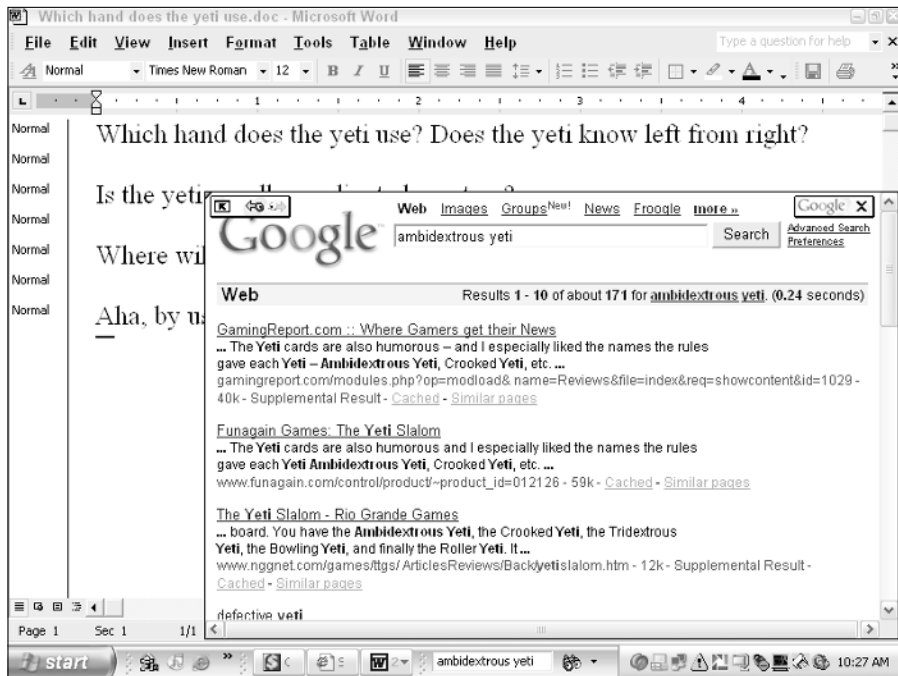 Which hand does the yeti use.doc - Microsoft Word
File Edit View Insert Format Tools Table Window Help Type a question for help
Normal Times New Roman 12 B I U A
1 2 3 4
Normal Which hand does the yeti use? Does the yeti know left from right?
Normal
Normal Is the yeti
Normal
Normal Where wil
Normal
Normal Aha, by us
Google
Web Images Groups New! News Froogle more »
Google
ambidextrous yeti Search Advanced Search
Preferences
Web Results 1 - 10 of about 171 for ambidextrous yeti. (0.24 seconds)
GamingReport.com :: Where Gamers get their News
... The Yeti cards are also humorous – and I especially liked the names the rules
gave each Yeti – Ambidextrous Yeti, Crooked Yeti, etc. ...
gamingreport.com/modules.php?op=modload& name=Reviews&file=index&req=showcontent&id=1029 -
40k - Supplemental Result - Cached - Similar pages
Funagain Games: The Yeti Slalom
... The Yeti cards are also humorous and I especially liked the names the rules
gave each Yeti Ambidextrous Yeti, Crooked Yeti, etc. ...
www.funagain.com/control/product/~product_id=012126 - 59k - Cached - Similar pages
The Yeti Slalom - Rio Grande Games
... board. You have the Ambidextrous Yeti, the Crooked Yeti, the Tridextrous
Yeti, the Bowling Yeti, and finally the Roller Yeti. It ...
www.nggnet.com/games/ttgs/ ArticlesReviews/Back/yetislalom.htm - 12k - Supplemental Result -
Cached - Similar pages
defective yeti
Page 1 Sec 1 1/1
start ambidextrous yeti 10:27 AM